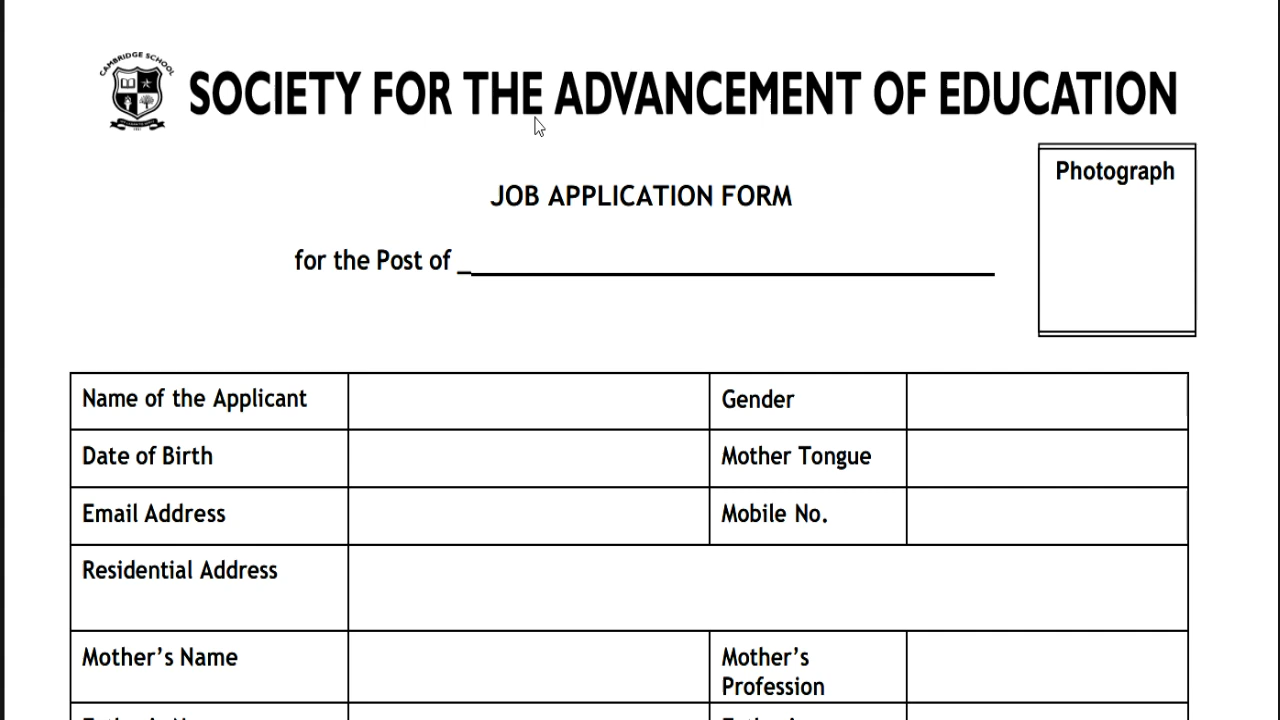 CAMBRIDGE SCHOOL
SOCIETY FOR THE ADVANCEMENT OF EDUCATION
Photograph
JOB APPLICATION FORM
for the Post of _
Name of the Applicant
Gender
Date of Birth
Mother Tongue
Email Address
Mobile No.
Residential Address
Mother’s Name
Mother’s
Profession